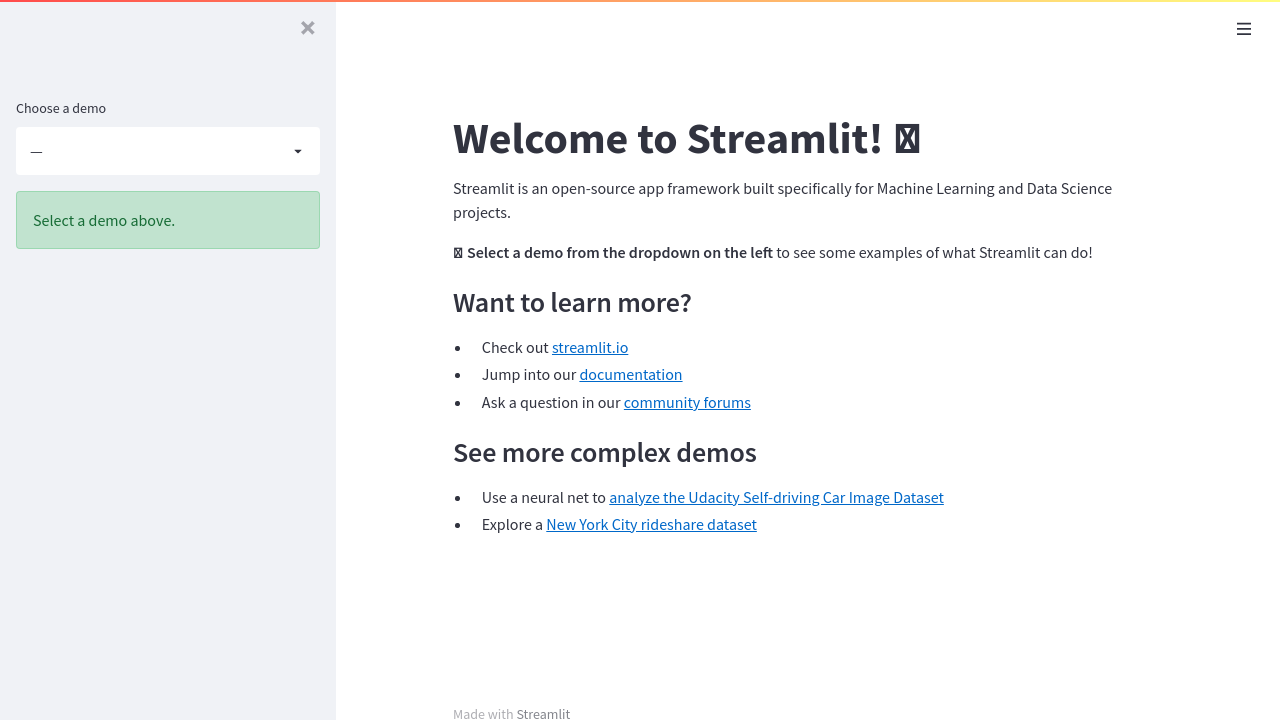 Choose a demo
—
Select a demo above.
Welcome to Streamlit!
Streamlit is an open-source app framework built specifically for Machine Learning and Data Science
projects.
Select a demo from the dropdown on the left to see some examples of what Streamlit can do!
Want to learn more?
• Check out streamlit.io
• Jump into our documentation
• Ask a question in our community forums
See more complex demos
• Use a neural net to analyze the Udacity Self-driving Car Image Dataset
• Explore a New York City rideshare dataset
Made with Streamlit